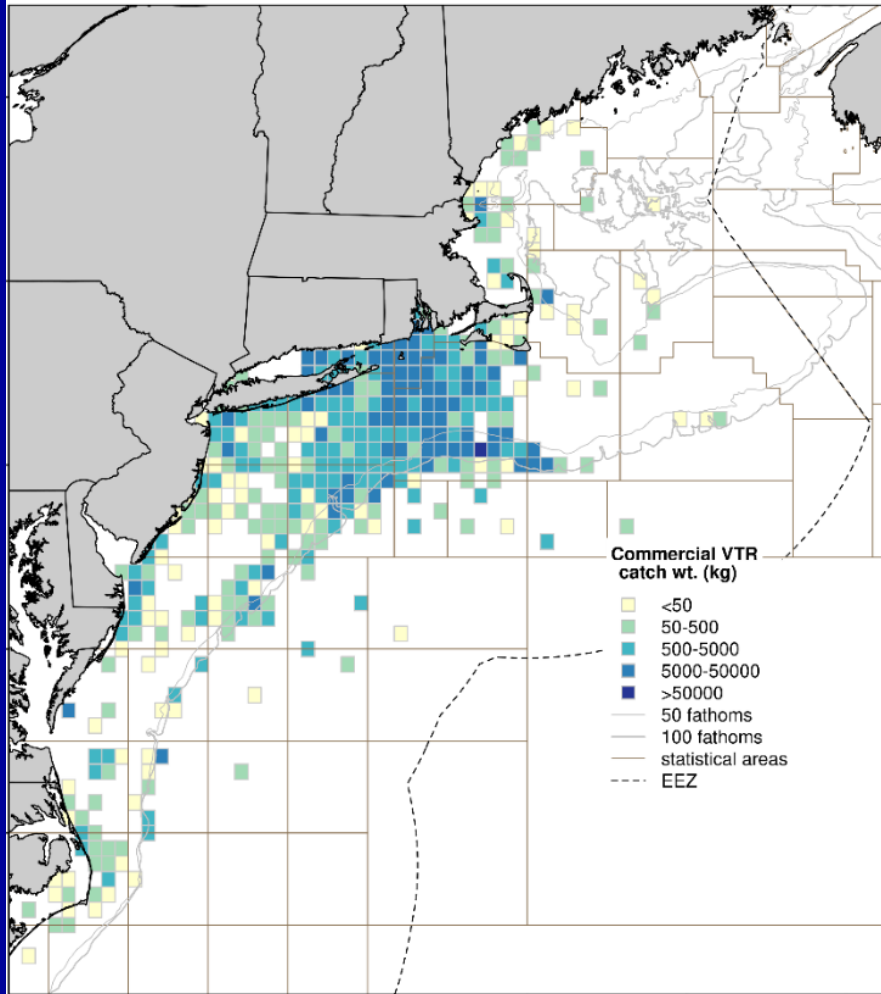 Commercial VTR
catch wt. (kg)
<50
50-500
500-5000
5000-50000
>50000
50 fathoms
100 fathoms
statistical areas
EEZ